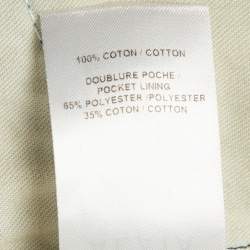 100% COTON / COTTON
DOUBLURE POCHE /
POCKET LINING
65% POLYESTER /POLYESTER
35% COTON / COTTON